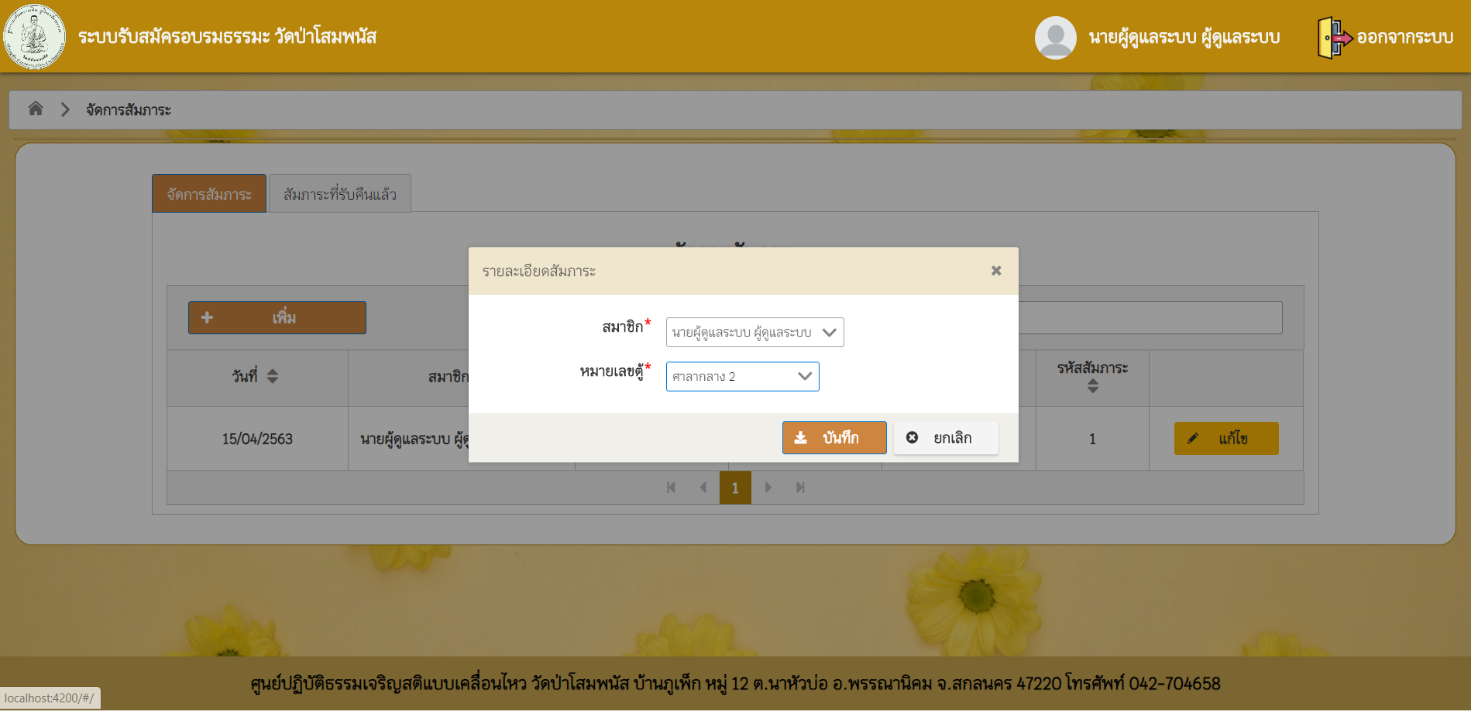 ระบบรับสมัครอบรมธรรมะ วัดป่าโสมพนัส
นายผู้ดูแลระบบ ผู้ดูแลระบบ
ออกจากระบบ
จัดการสัมภาระ
จัดการสัมภาระ
สัมภาระที่รับคืนแล้ว
รายละเอียดสัมภาระ
เพิ่ม
สมาชิก*
นายผู้ดูแลระบบ ผู้ดูแลระบบ
หมายเลขตู้*
ศาลากลาง 2
วันที่
สมาชิก
รหัสสัมภาระ
15/04/2563
นายผู้ดูแลระบบ
บันทึก
ยกเลิก
1
แก้ไข
1
ศูนย์ปฏิบัติธรรมเจริญสติแบบเคลื่อนไหว วัดป่าโสมพนัส บ้านภูเพ็ก หมู่ 12 ต.นาหัวบ่อ อ.พรรณานิคม จ.สกลนคร 47220 โทรศัพท์ 042-704658
localhost:4200/#/